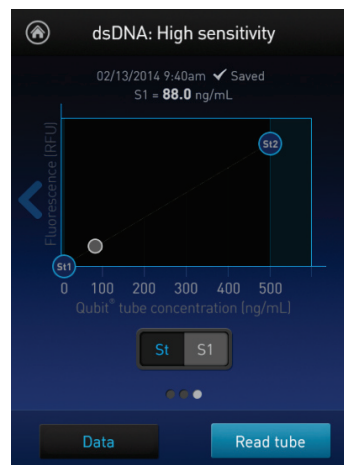 dsDNA: High sensitivity
02/13/2014 9:40am ✔ Saved
S1 = 88.0 ng/mL
Fluorescence (RFU)
St2
St1
0 100 200 300 400 500
Qubit® tube concentration (ng/mL)
St S1
Data Read tube